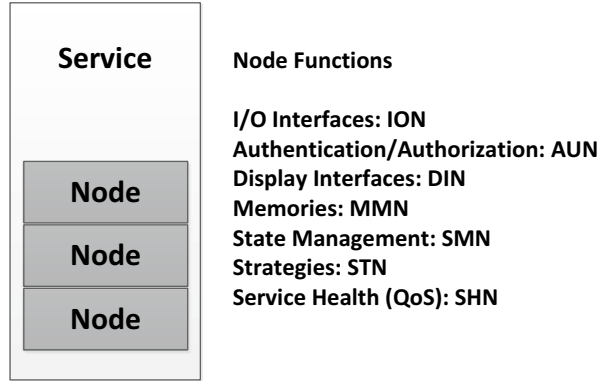 Service
Node
Node
Node
Node Functions
I/O Interfaces: ION
Authentication/Authorization: AUN
Display Interfaces: DIN
Memories: MMN
State Management: SMN
Strategies: STN
Service Health (QoS): SHN